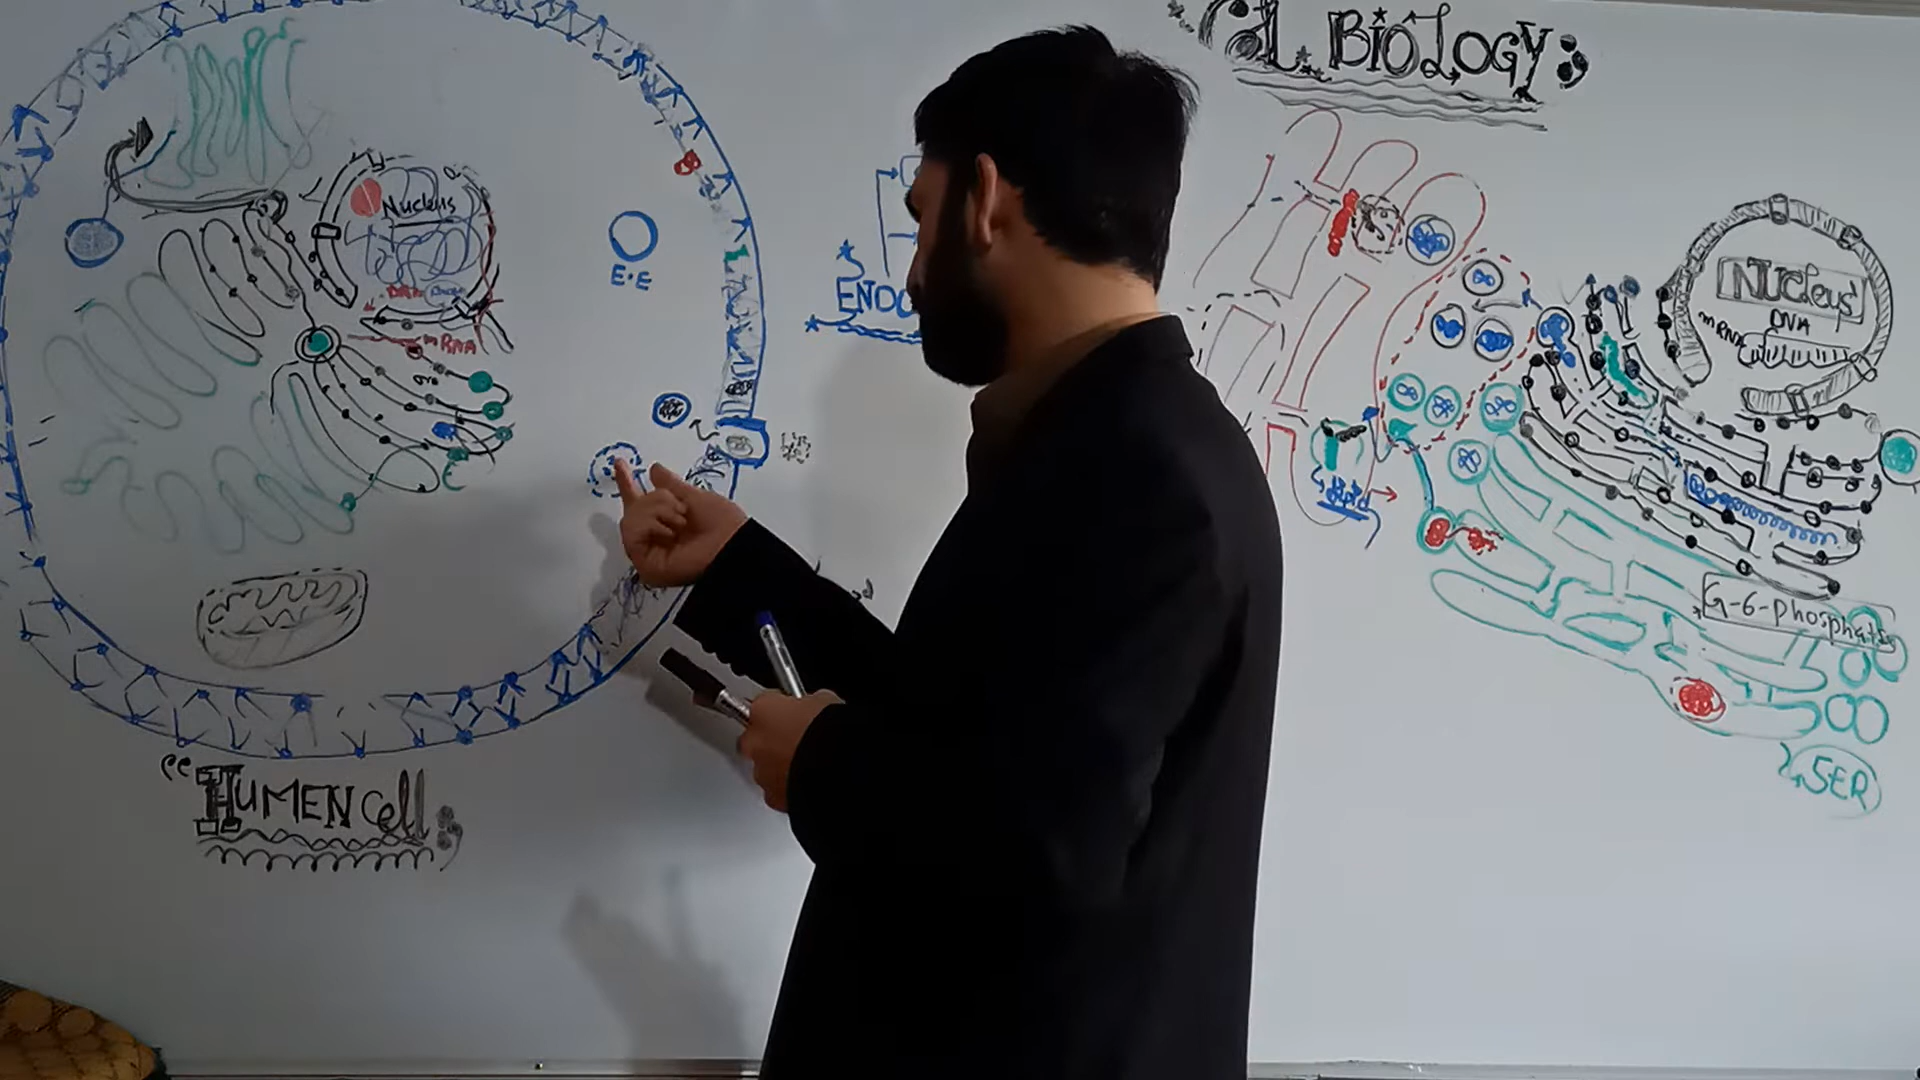 BIOLOGY
Nucleus
mRNA
E.E
ENDO
"HUMEN Cell
Nucleus
DNA
mRNA
G-6-phosphate
SER